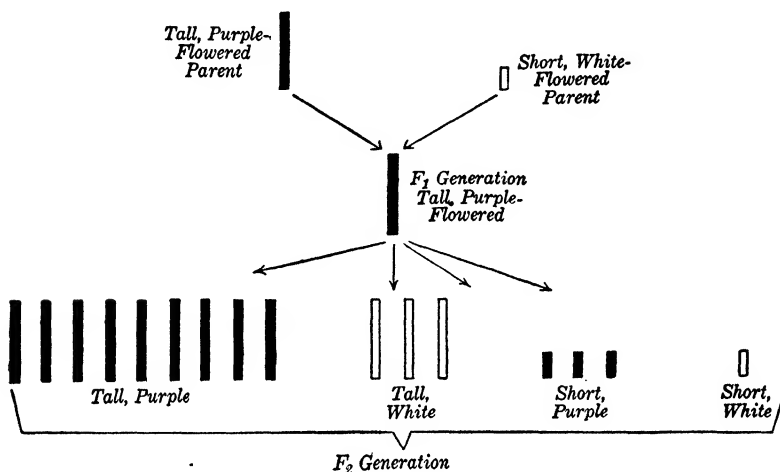 Tall, Purple-
Flowered
Parent
Short, White-
Flowered
Parent
F₁ Generation
Tall, Purple-
Flowered
Tall, Purple
Tall,
White
Short,
Purple
Short,
White
F₂ Generation